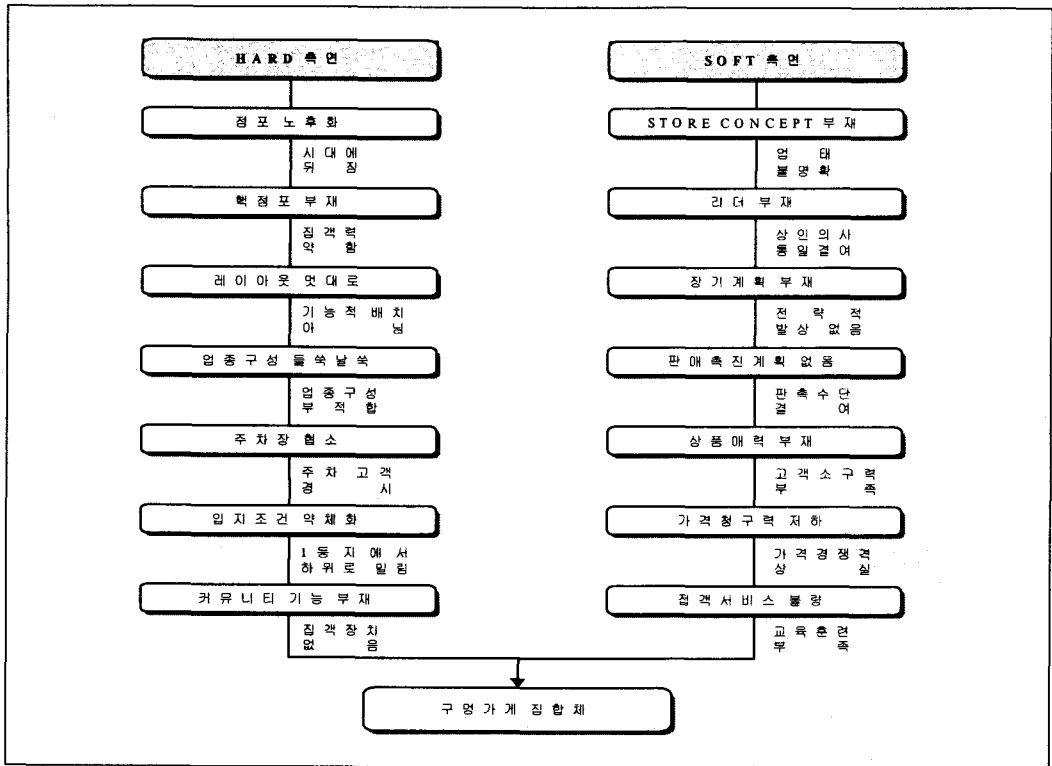 HARD 측면
점포 노후화
시대에
뒤짐
핵점포 부재
집객력
약함
레이아웃 멋대로
기능적 배치
아님
업종구성 들쑥날쑥
업종구성
부적합
주차장 협소
주차 고객
경시
입지조건 약체화
1등지에서
하위로 밀림
커뮤니티 기능 부재
집객장치
없음
SOFT 측면
STORE CONCEPT 부재
업태
불명확
리더 부재
상인의사
통일결여
장기계획 부재
전략적
발상 없음
판매촉진계획 없음
판촉수단
결여
상품매력 부재
고객소구력
부족
가격청구력 저하
가격경쟁격
상실
접객서비스 불량
교육훈련
부족
구멍가게 집합체